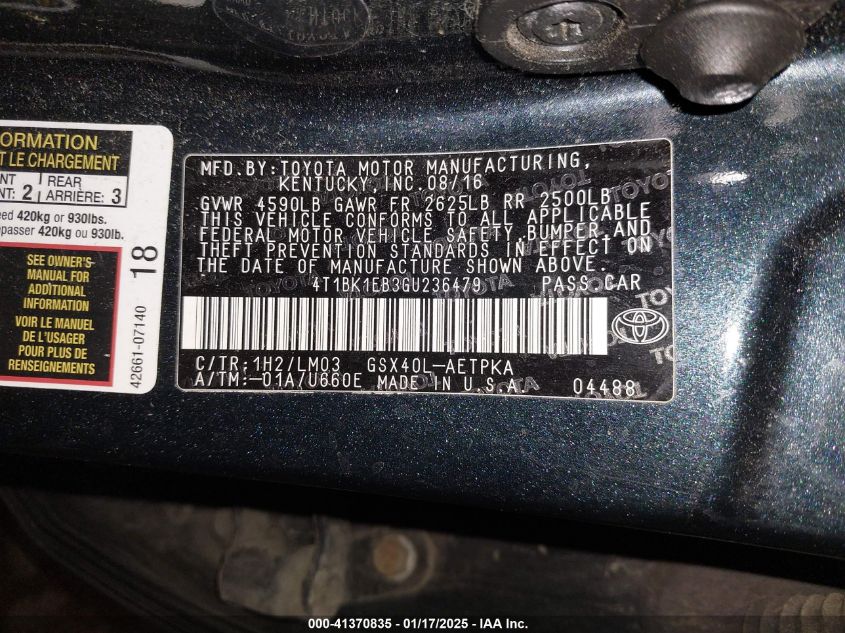 ORMATION
T LE CHARGEMENT
NT : 2 REAR ARRIÈRE : 3
eed 420kg or 930lbs.
passer 420kg ou 930lb.
SEE OWNER'S
MANUAL FOR
ADDITIONAL
INFORMATION
VOIR LE MANUEL
DE L'USAGER
POUR PLUS DE
RENSEIGNEMENTS
18
42661-07140
MFD.BY:TOYOTA MOTOR MANUFACTURING,
KENTUCKY,INC.08/16
GVWR 4590LB GAWR FR 2625LB RR 2500LB
THIS VEHICLE CONFORMS TO ALL APPLICABLE
FEDERAL MOTOR VEHICLE SAFETY,BUMPER,AND
THEFT PREVENTION STANDARDS IN EFFECT ON
THE DATE OF MANUFACTURE SHOWN ABOVE.
4T1BK1EB3GU236479 PASS CAR
C/TR:1H2/LM03 GSX40L-AETPKA
A/TM:-01A/U660E MADE IN U.S.A. 04488
000-41370835 - 01/17/2025 - IAA Inc.